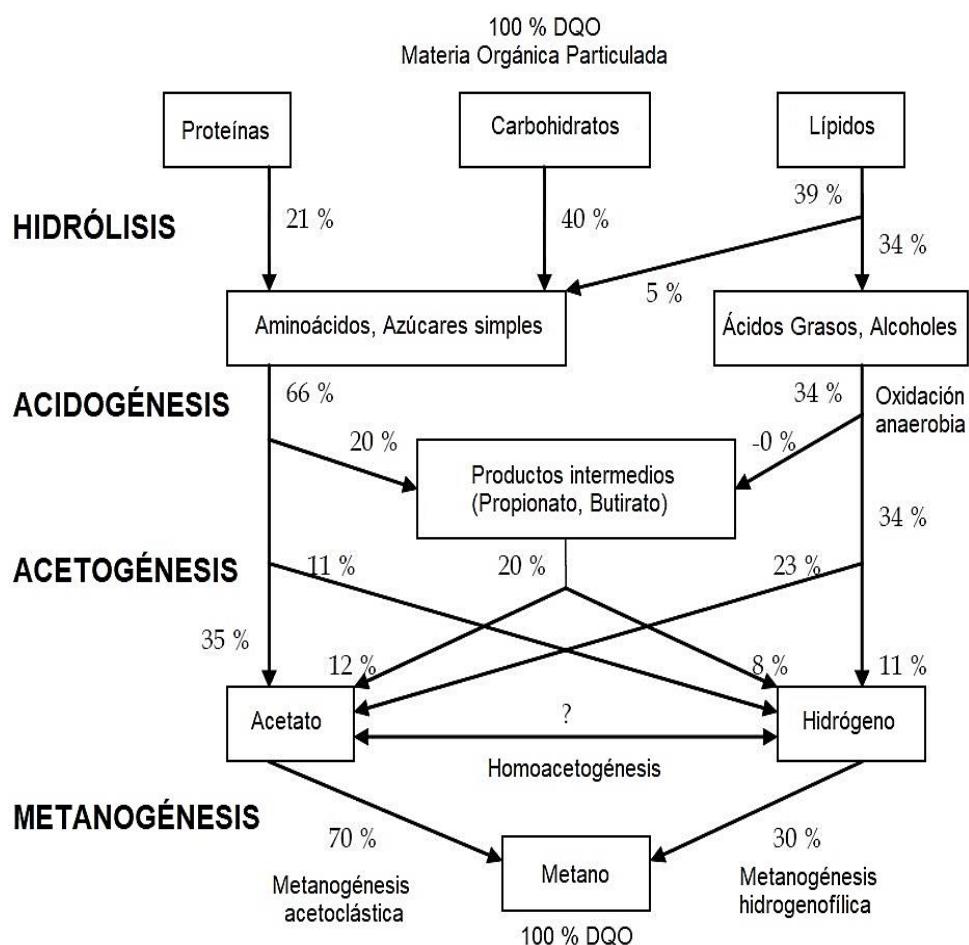 100 % DQO
Materia Orgánica Particulada
Proteínas
Carbohidratos
Lípidos
HIDRÓLISIS
21 %
40 %
39 %
34 %
5 %
Aminoácidos, Azúcares simples
Ácidos Grasos, Alcoholes
ACIDOGÉNESIS
66 %
34 %
Oxidación
anaerobia
20 %
-0 %
Productos intermedios
(Propionato, Butirato)
34 %
ACETOGÉNESIS
11 %
20 %
23 %
35 %
12 %
8 %
11 %
Acetato
?
Hidrógeno
Homoacetogénesis
METANOGÉNESIS
70 %
30 %
Metanogénesis
acetoclástica
Metano
Metanogénesis
hidrogenofílica
100 % DQO